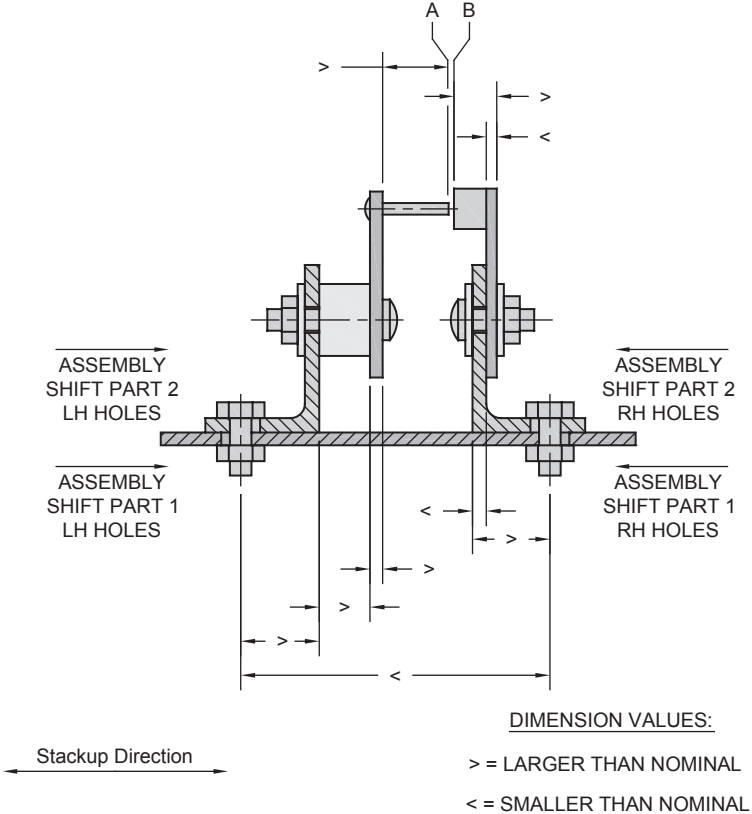 A B
>
>
<
ASSEMBLY
SHIFT PART 2
LH HOLES
ASSEMBLY
SHIFT PART 2
RH HOLES
ASSEMBLY
SHIFT PART 1
LH HOLES
ASSEMBLY
SHIFT PART 1
RH HOLES
<
>
>
>
>
<
DIMENSION VALUES:
Stackup Direction
> = LARGER THAN NOMINAL
< = SMALLER THAN NOMINAL